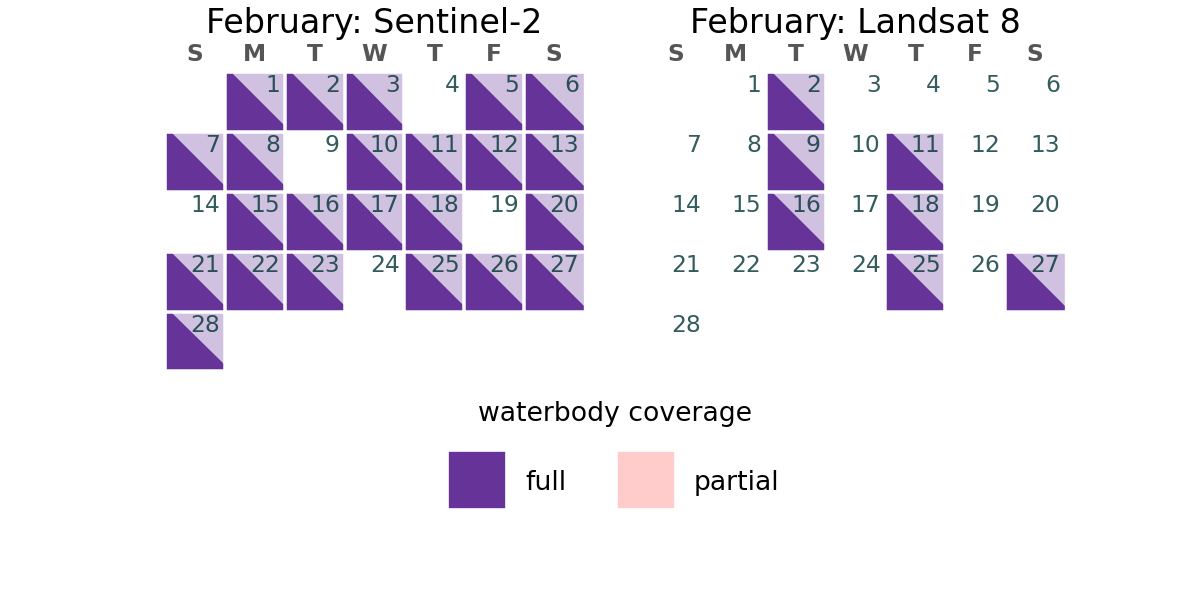 February: Sentinel-2
S M T W T F S
1 2 3 4 5 6
7 8 9 10 11 12 13
14 15 16 17 18 19 20
21 22 23 24 25 26 27
28
February: Landsat 8
S M T W T F S
1 2 3 4 5 6
7 8 9 10 11 12 13
14 15 16 17 18 19 20
21 22 23 24 25 26 27
28
waterbody coverage
full partial